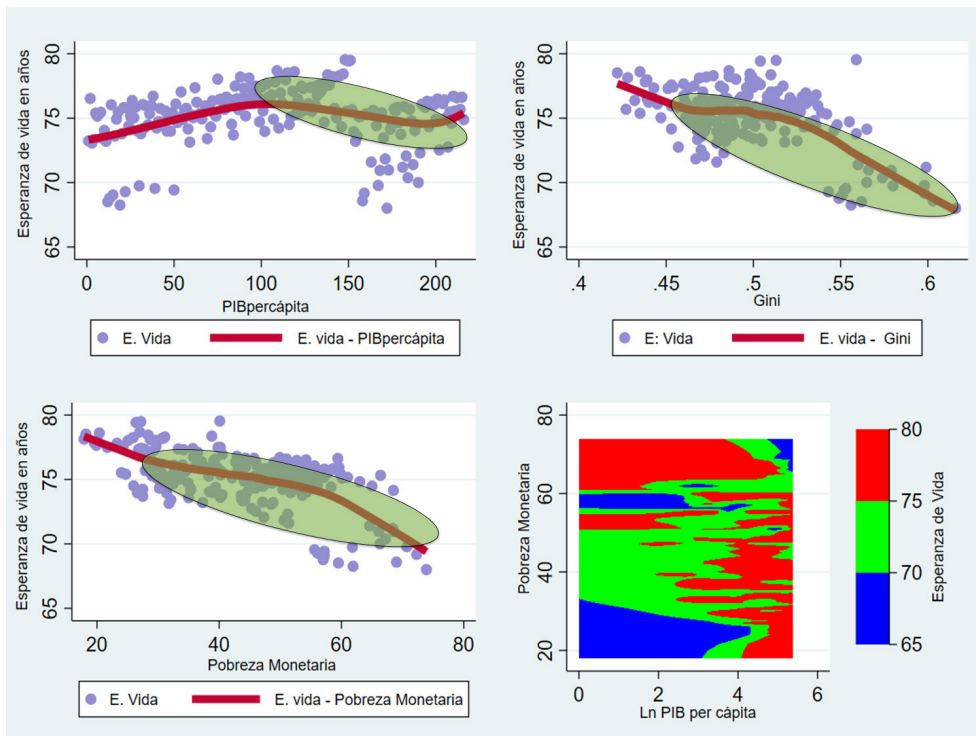 Esperanza de vida en años
80
75
70
65
0 50 100 150 200
PIBpercápita
E. Vida E. vida - PIBpercápita
Esperanza de vida en años
80
75
70
65
.4 .45 .5 .55 .6
Gini
E: Vida E. vida - Gini
Esperanza de vida en años
80
75
70
65
20 40 60 80
Pobreza Monetaria
E. Vida E. vida - Pobreza Monetaria
Pobreza Monetaria
80
60
40
20
0 2 4 6
Ln PIB per cápita
80
75
70
65
Esperanza de Vida